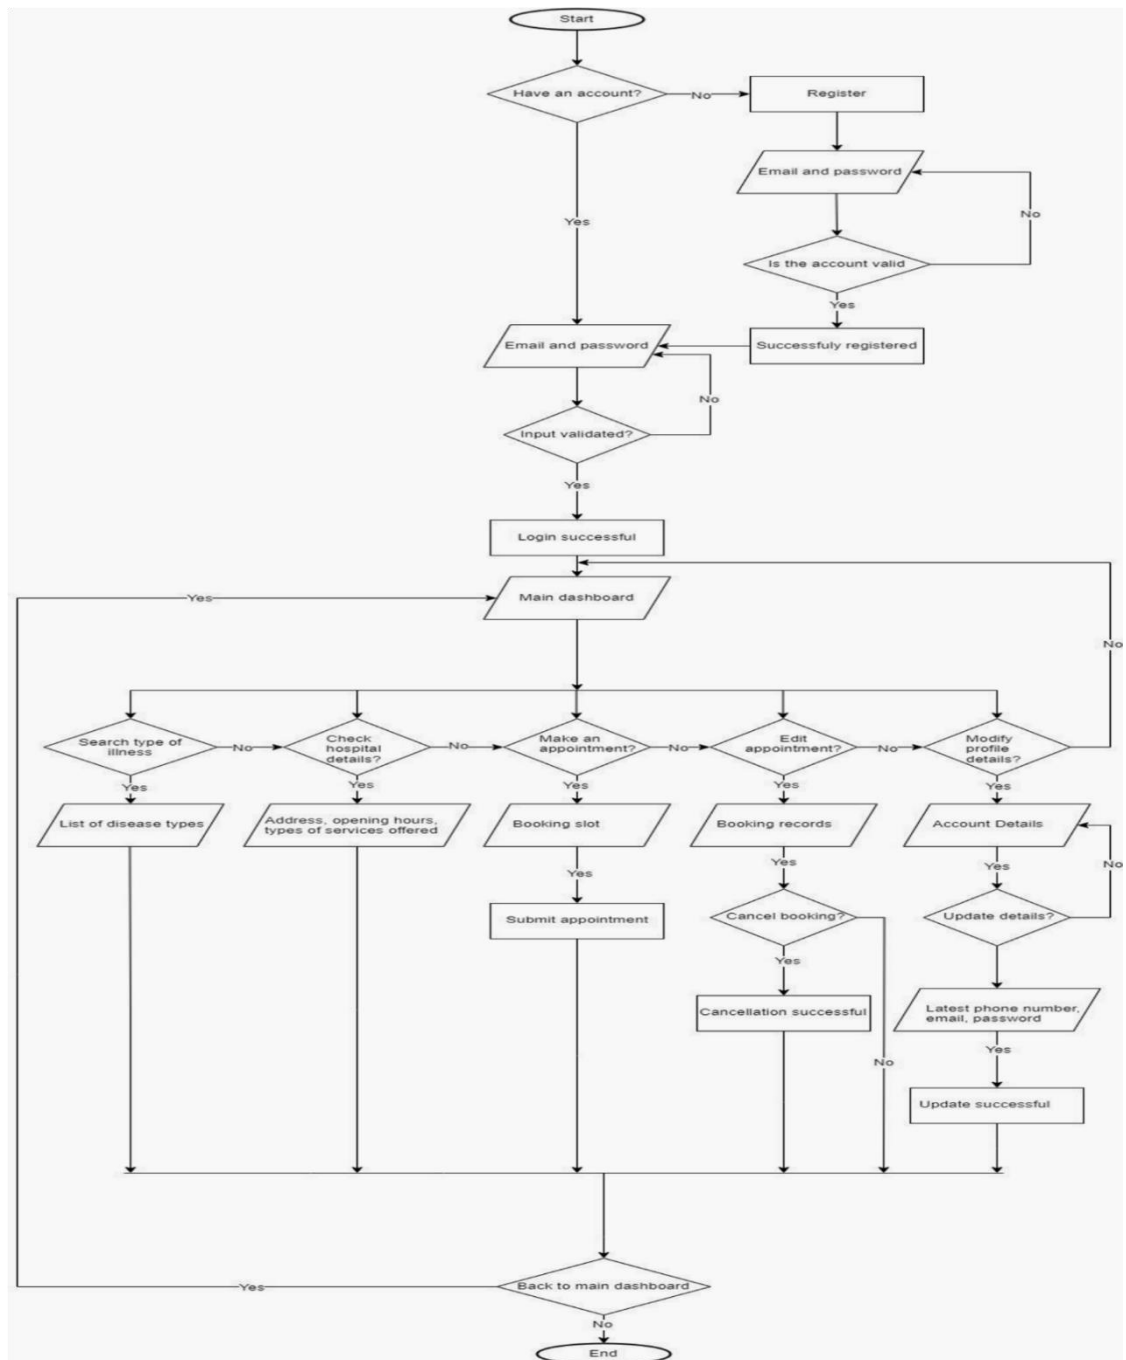 Start
Have an account?
No
Register
Email and password
No
Yes
Is the account valid
Yes
Email and password
Successfuly registered
No
Input validated?
Yes
Login successful
Yes
Main dashboard
No
Search type of
illness
No
Check
hospital
details?
No
Make an
appointment?
No
Edit
appointment?
No
Modify
profile
details?
Yes
Yes
Yes
Yes
Yes
List of disease types
Address, opening hours,
types of services offered
Booking slot
Booking records
Account Details
Yes
Yes
Yes
No
Submit appointment
Cancel booking?
Update details?
Yes
Cancellation successful
Latest phone number,
email, password
No
Yes
Update successful
Yes
Back to main dashboard
No
End